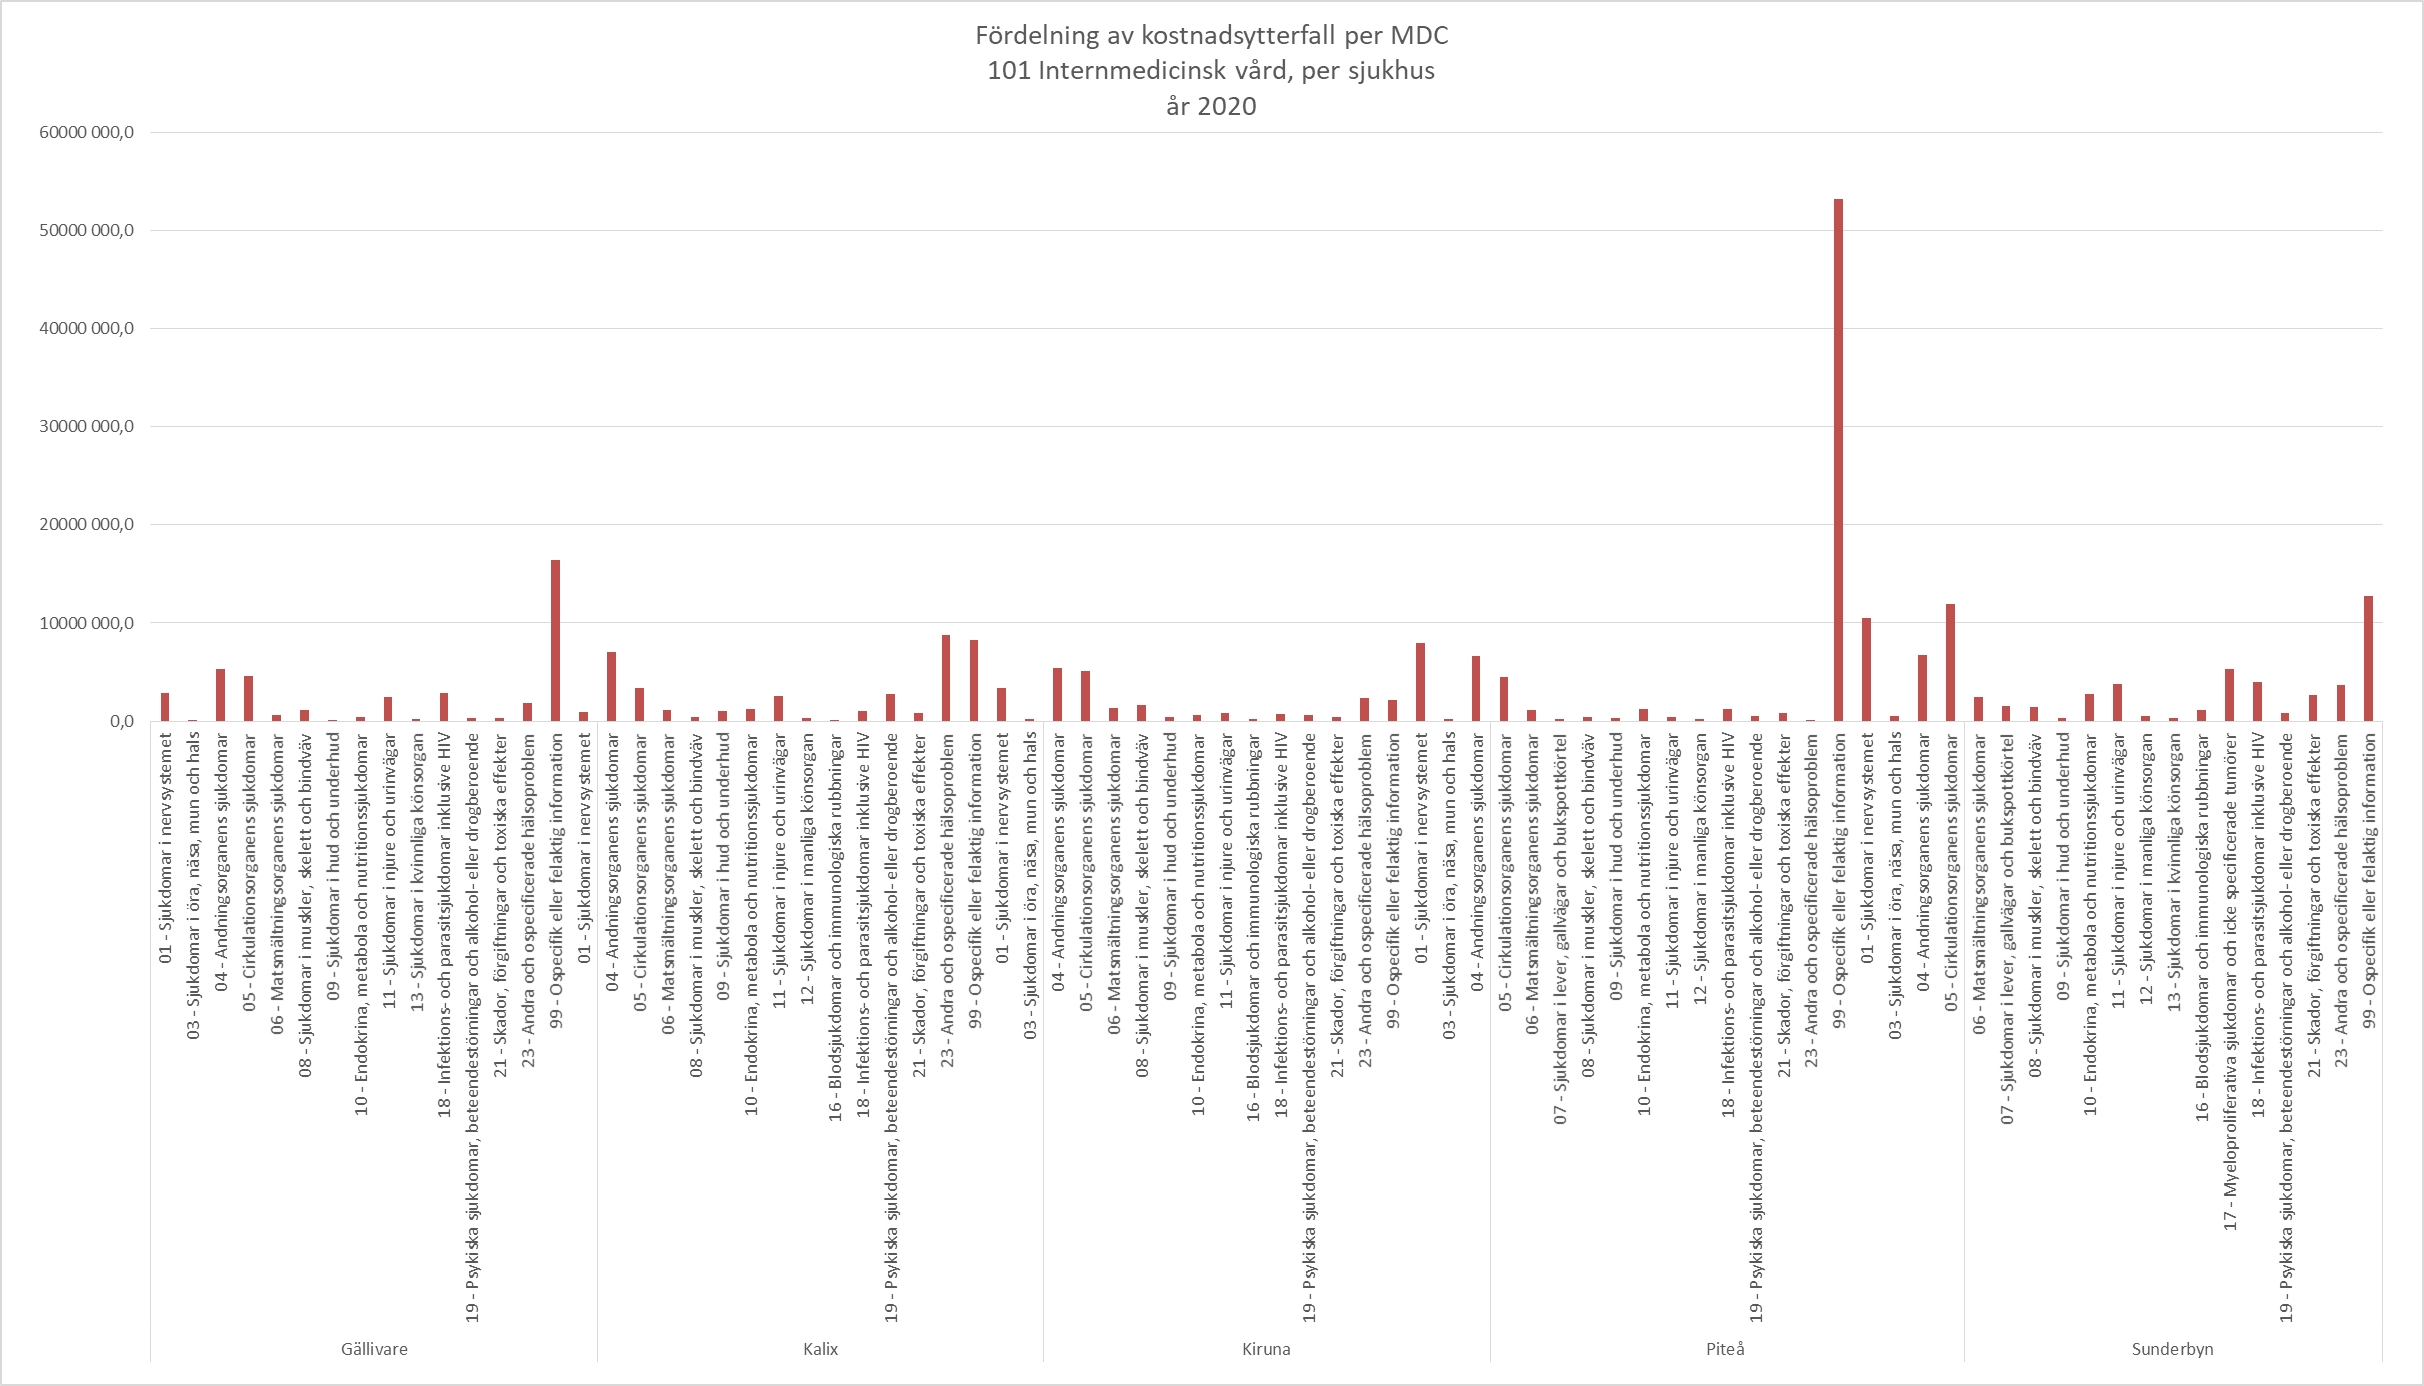 Fördelning av kostnadsytterfall per MDC
101 Internmedicinsk vård, per sjukhus
år 2020
60000 000,0
50000 000,0
40000 000,0
30000 000,0
20000 000,0
10000 000,0
0,0
01 - Sjukdomar i nervsystemet
03 - Sjukdomar i öra, näsa, mun och hals
04 - Andningsorganens sjukdomar
05 - Cirkulationsorganens sjukdomar
06 - Matsmältningsorganens sjukdomar
08 - Sjukdomar i muskler, skelett och bindväv
09 - Sjukdomar i hud och underhud
10 - Endokrina, metabola och nutritionssjukdomar
11 - Sjukdomar i njure och urinvägar
13 - Sjukdomar i kvinnliga könsorgan
18 - Infektions- och parasitsjukdomar inklusive HIV
19 - Psykiska sjukdomar, beteendestörningar och alkohol- eller drogberoende
21 - Skador, förgiftningar och toxiska effekter
23 - Andra och ospecificerade hälsoproblem
99 - Ospecifik eller felaktig information
01 - Sjukdomar i nervsystemet
04 - Andningsorganens sjukdomar
05 - Cirkulationsorganens sjukdomar
06 - Matsmältningsorganens sjukdomar
08 - Sjukdomar i muskler, skelett och bindväv
09 - Sjukdomar i hud och underhud
10 - Endokrina, metabola och nutritionssjukdomar
11 - Sjukdomar i njure och urinvägar
12 - Sjukdomar i manliga könsorgan
16 - Blodsjukdomar och immunologiska rubbningar
18 - Infektions- och parasitsjukdomar inklusive HIV
19 - Psykiska sjukdomar, beteendestörningar och alkohol- eller drogberoende
21 - Skador, förgiftningar och toxiska effekter
23 - Andra och ospecificerade hälsoproblem
99 - Ospecifik eller felaktig information
01 - Sjukdomar i nervsystemet
03 - Sjukdomar i öra, näsa, mun och hals
04 - Andningsorganens sjukdomar
05 - Cirkulationsorganens sjukdomar
06 - Matsmältningsorganens sjukdomar
08 - Sjukdomar i muskler, skelett och bindväv
09 - Sjukdomar i hud och underhud
10 - Endokrina, metabola och nutritionssjukdomar
11 - Sjukdomar i njure och urinvägar
16 - Blodsjukdomar och immunologiska rubbningar
18 - Infektions- och parasitsjukdomar inklusive HIV
19 - Psykiska sjukdomar, beteendestörningar och alkohol- eller drogberoende
21 - Skador, förgiftningar och toxiska effekter
23 - Andra och ospecificerade hälsoproblem
99 - Ospecifik eller felaktig information
01 - Sjukdomar i nervsystemet
03 - Sjukdomar i öra, näsa, mun och hals
04 - Andningsorganens sjukdomar
05 - Cirkulationsorganens sjukdomar
06 - Matsmältningsorganens sjukdomar
07 - Sjukdomar i lever, gallvägar och bukspottkörtel
08 - Sjukdomar i muskler, skelett och bindväv
09 - Sjukdomar i hud och underhud
10 - Endokrina, metabola och nutritionssjukdomar
11 - Sjukdomar i njure och urinvägar
12 - Sjukdomar i manliga könsorgan
18 - Infektions- och parasitsjukdomar inklusive HIV
19 - Psykiska sjukdomar, beteendestörningar och alkohol- eller drogberoende
21 - Skador, förgiftningar och toxiska effekter
23 - Andra och ospecificerade hälsoproblem
99 - Ospecifik eller felaktig information
01 - Sjukdomar i nervsystemet
03 - Sjukdomar i öra, näsa, mun och hals
04 - Andningsorganens sjukdomar
05 - Cirkulationsorganens sjukdomar
06 - Matsmältningsorganens sjukdomar
07 - Sjukdomar i lever, gallvägar och bukspottkörtel
08 - Sjukdomar i muskler, skelett och bindväv
09 - Sjukdomar i hud och underhud
10 - Endokrina, metabola och nutritionssjukdomar
11 - Sjukdomar i njure och urinvägar
12 - Sjukdomar i manliga könsorgan
13 - Sjukdomar i kvinnliga könsorgan
16 - Blodsjukdomar och immunologiska rubbningar
17 - Myeloproliferativa sjukdomar och icke specificerade tumörer
18 - Infektions- och parasitsjukdomar inklusive HIV
19 - Psykiska sjukdomar, beteendestörningar och alkohol- eller drogberoende
21 - Skador, förgiftningar och toxiska effekter
23 - Andra och ospecificerade hälsoproblem
99 - Ospecifik eller felaktig information
Gällivare
Kalix
Kiruna
Piteå
Sunderbyn